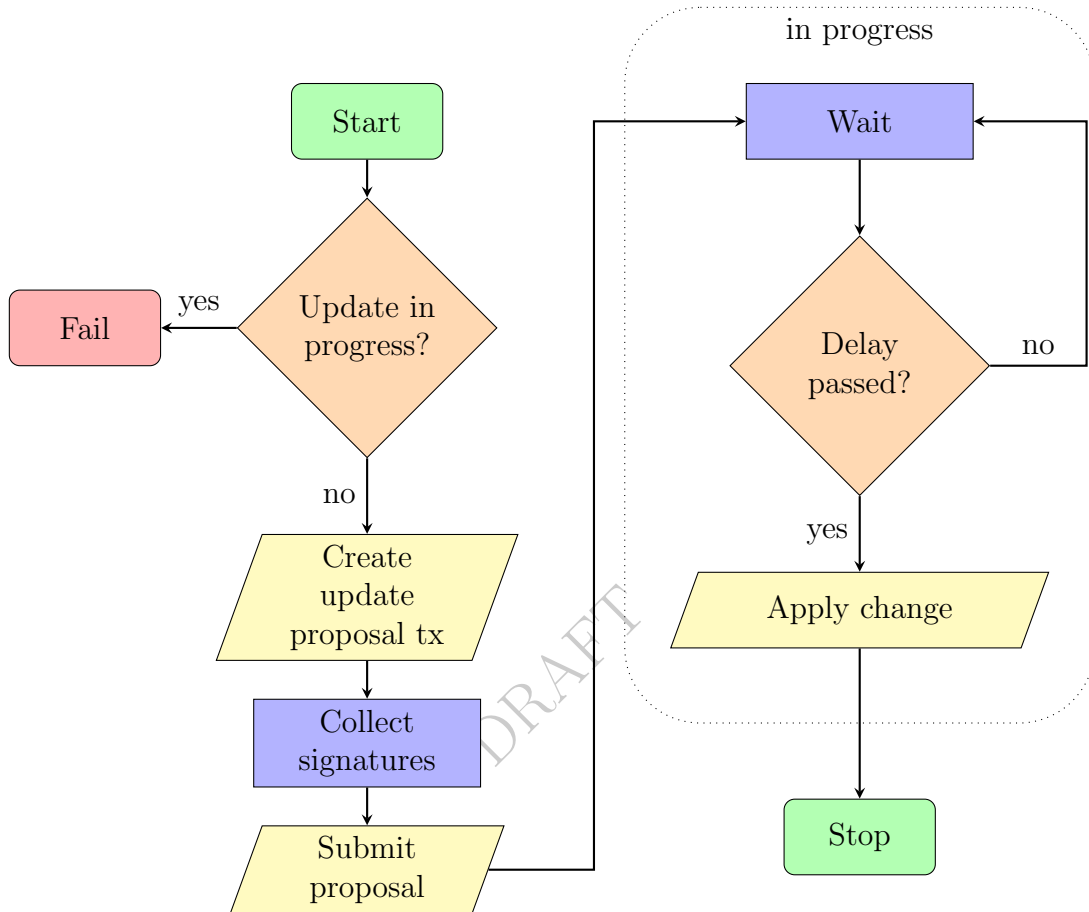 in progress
Start
Wait
Update in
progress?
yes
Fail
Delay
passed?
no
no
yes
Create
update
proposal tx
Apply change
DRAFT
Collect
signatures
Submit
proposal
Stop